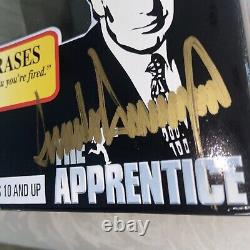 RASES
you're fired."
THE
APPRENTICE
10 AND UP